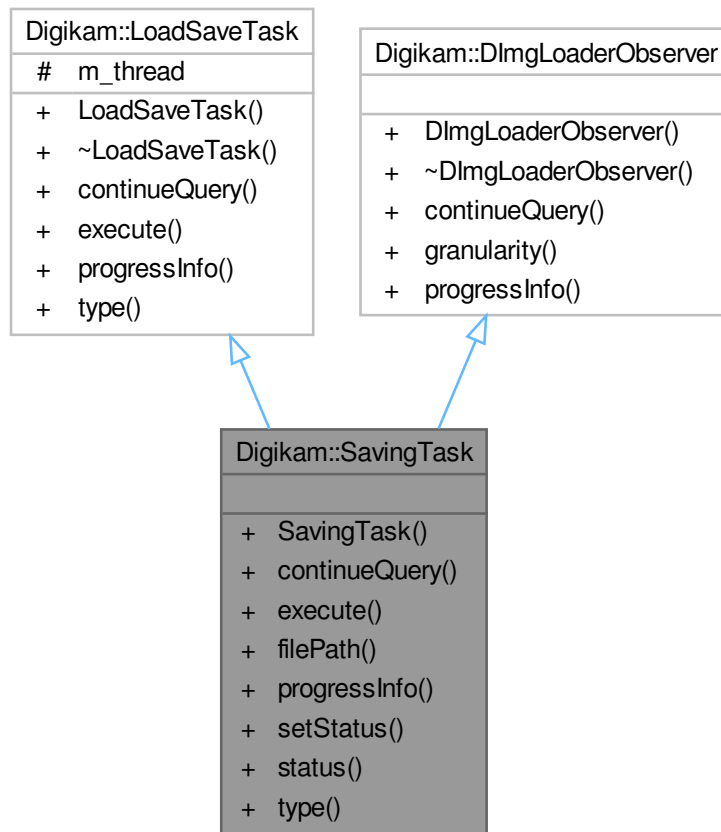 Digikam::LoadSaveTask
# m_thread
+ LoadSaveTask()
+ ~LoadSaveTask()
+ continueQuery()
+ execute()
+ progressInfo()
+ type()
Digikam::DImgLoaderObserver
+ DImgLoaderObserver()
+ ~DImgLoaderObserver()
+ continueQuery()
+ granularity()
+ progressInfo()
Digikam::SavingTask
+ SavingTask()
+ continueQuery()
+ execute()
+ filePath()
+ progressInfo()
+ setStatus()
+ status()
+ type()